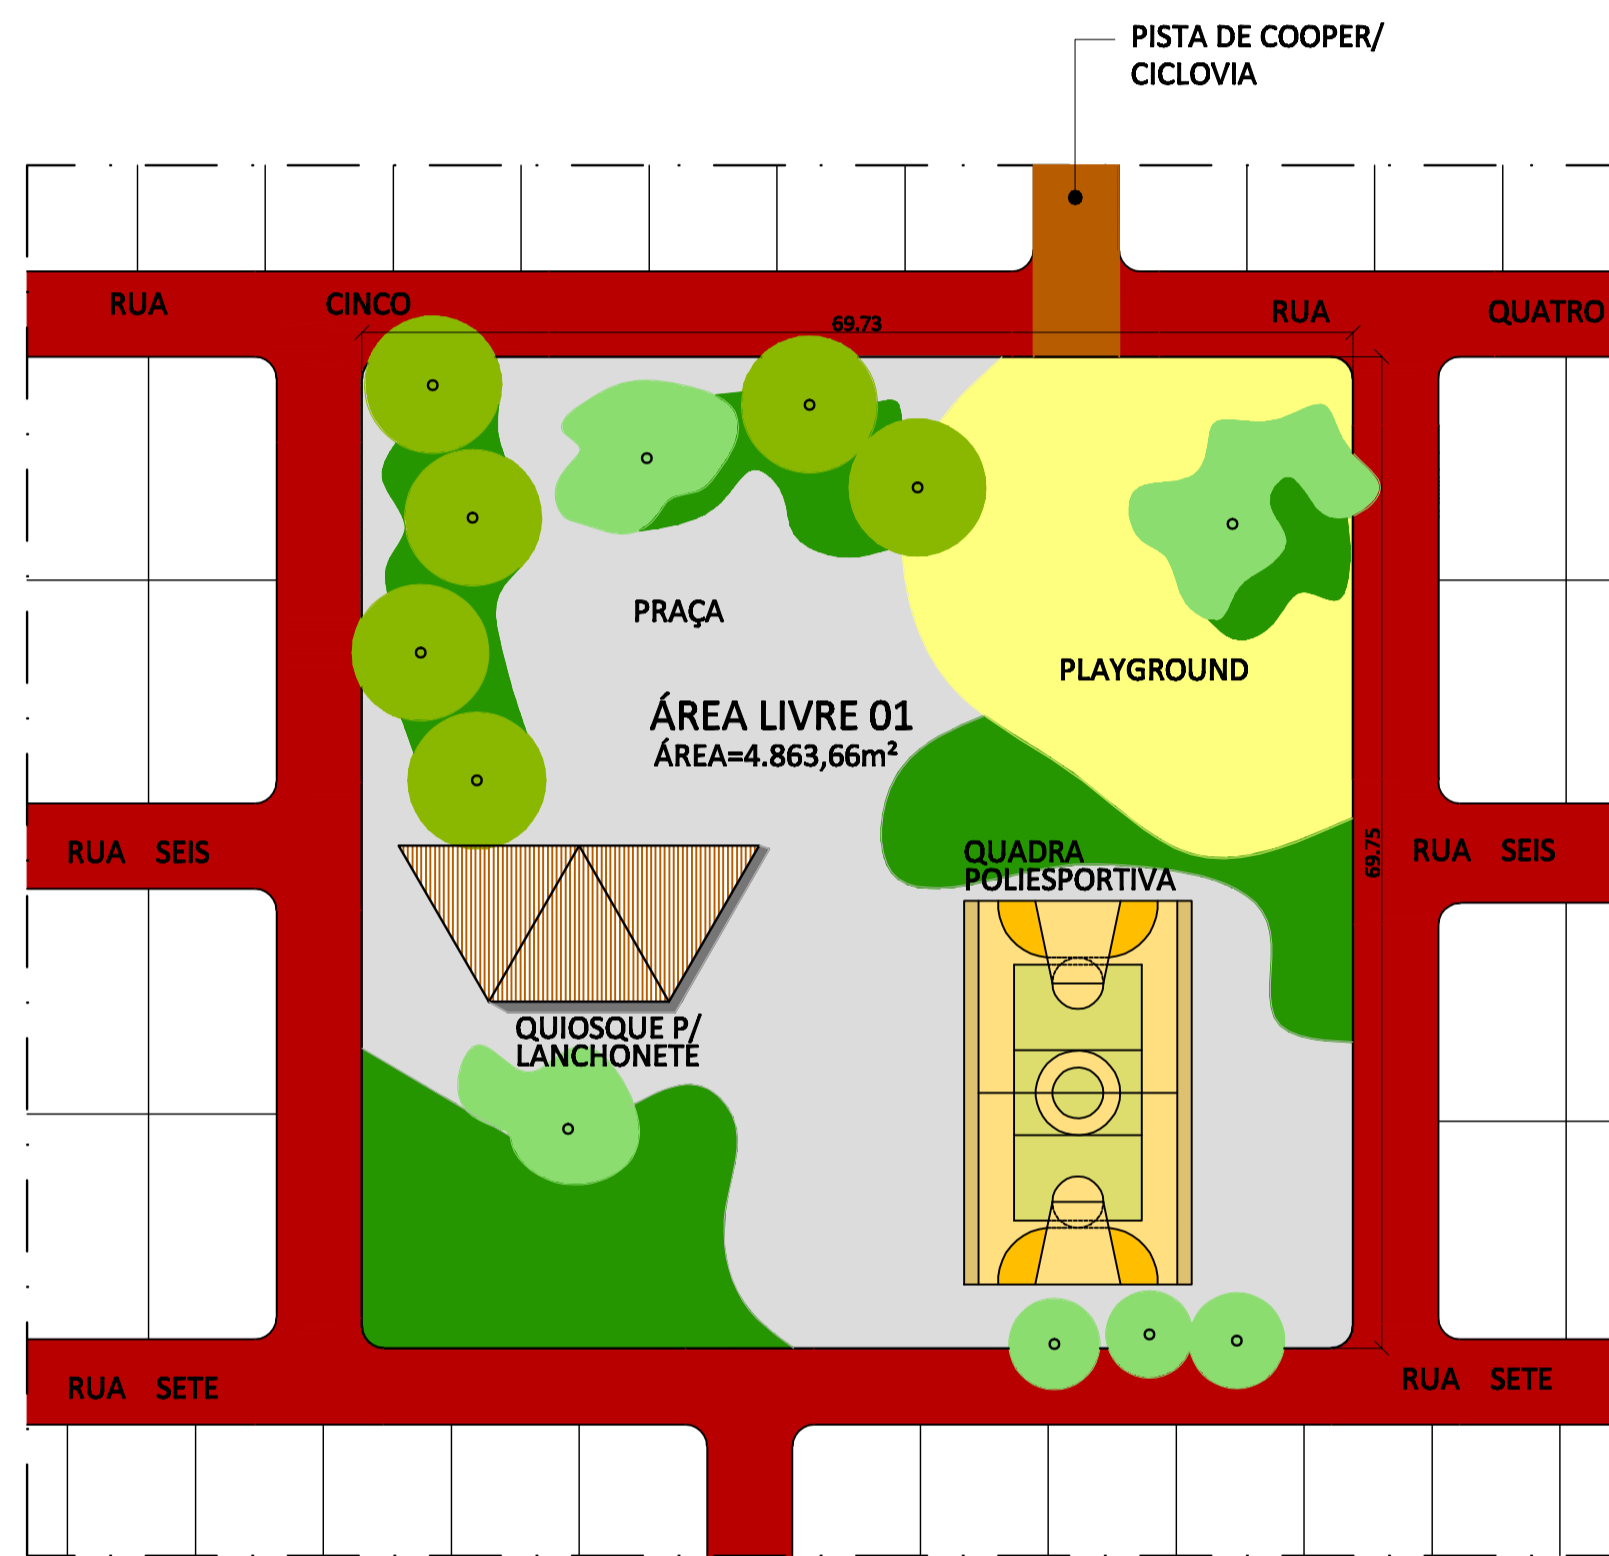 PISTA DE COOPER/
CICLOVIA
RUA CINCO
RUA QUATRO
69.73
PRAÇA
PLAYGROUND
ÁREA LIVRE 01
ÁREA=4.863,66m²
69.75
RUA SEIS
QUADRA
POLIESPORTIVA
RUA SEIS
QUIOSQUE P/
LANCHONETE
RUA SETE
RUA SETE